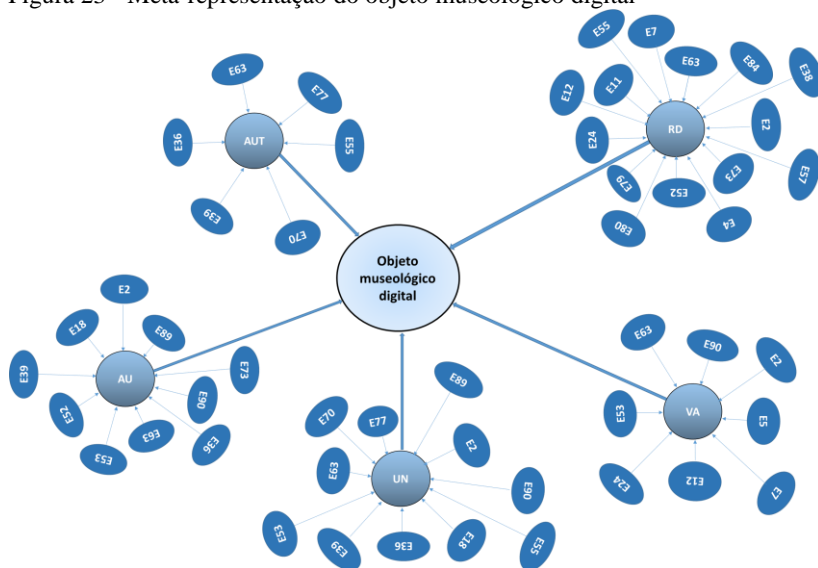 Figura 23 - Meta-representação do objeto museológico digital
E55
E7
E63
E84
E38
E12
E11
E24
RD
E2
E57
E79
E52
E73
E80
E4
E63
E77
E36
AUT
E55
E39
E70
Objeto
museológico
digital
E2
E18
E89
E39
AU
E73
E52
E60
E53
E63
E36
E89
E70
E77
E2
E63
UN
E90
E53
E39
E36
E18
E55
E63
E90
E2
E53
VA
E5
E24
E12
E7